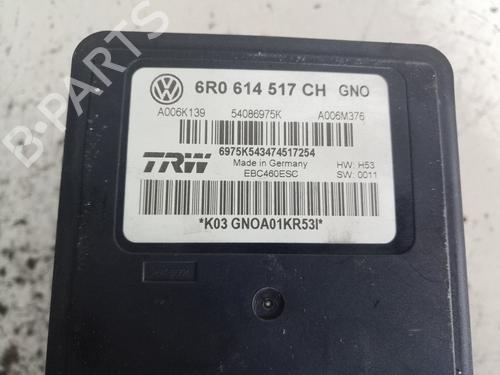 6R0 614 517 CH GNO
A006K139 54086975K A006M376
6975K543474517254
TRW Made in Germany HW: H53
EBC460ESC SW: 0011
*K03 GNOA01KR53I*
B-PARTS